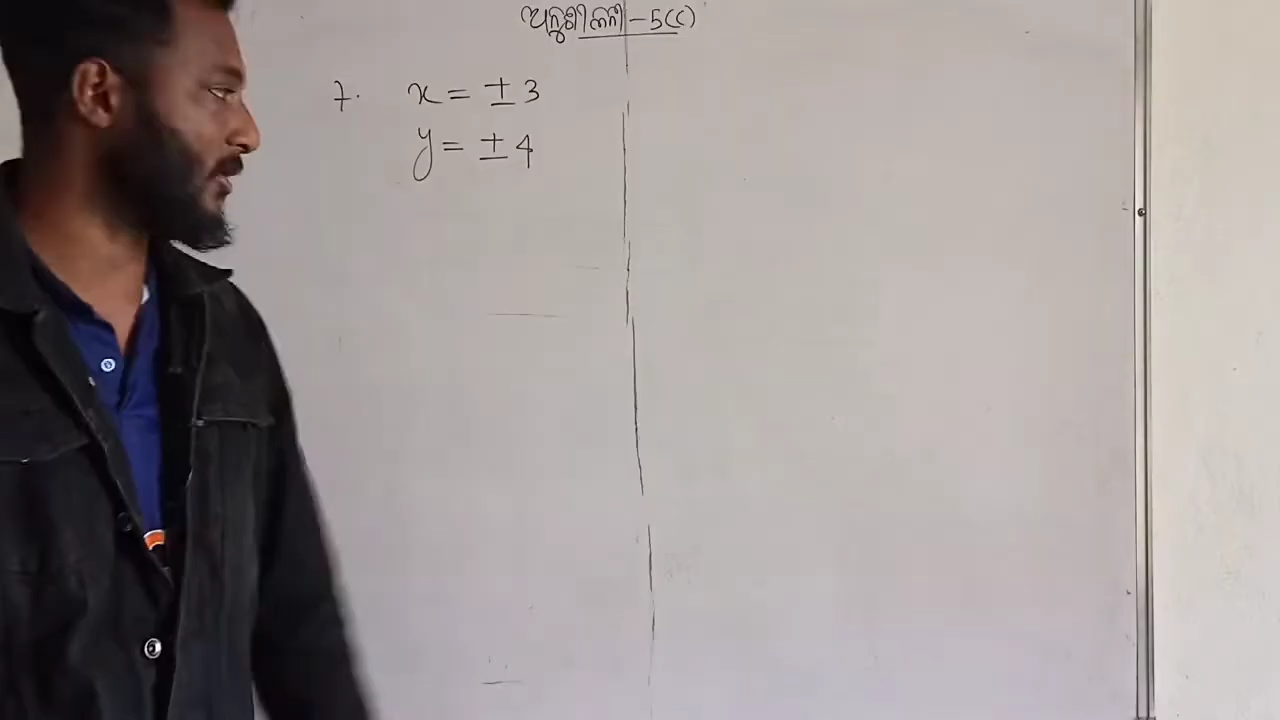 ଅନୁଶୀଳନୀ – 5(C)
7. x = ± 3
y = ± 4